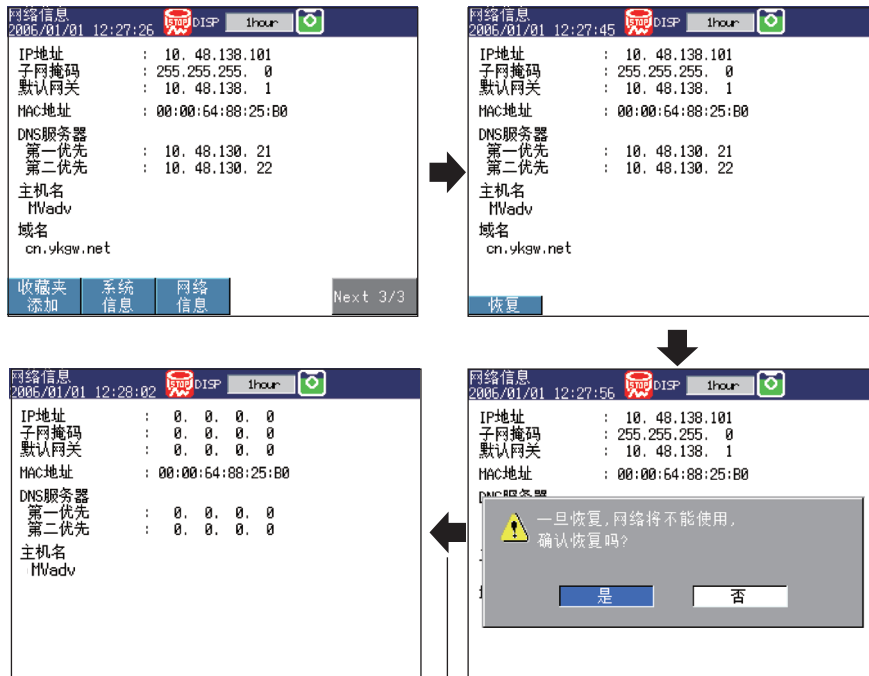 网络信息
2006/01/01 12:27:26 STOP DISP 1hour
IP地址 : 10. 48.138.101
子网掩码 : 255.255.255. 0
默认网关 : 10. 48.138. 1
MAC地址 : 00:00:64:88:25:B0
DNS服务器
第一优先 : 10. 48.130. 21
第二优先 : 10. 48.130. 22
主机名
MVadv
域名
cn.ykgw.net
收藏夹 系统 网络
添加 信息 信息 Next 3/3
网络信息
2006/01/01 12:27:45 STOP DISP 1hour
IP地址 : 10. 48.138.101
子网掩码 : 255.255.255. 0
默认网关 : 10. 48.138. 1
MAC地址 : 00:00:64:88:25:B0
DNS服务器
第一优先 : 10. 48.130. 21
第二优先 : 10. 48.130. 22
主机名
MVadv
域名
cn.ykgw.net
恢复
网络信息
2006/01/01 12:27:56 STOP DISP 1hour
IP地址 : 10. 48.138.101
子网掩码 : 255.255.255. 0
默认网关 : 10. 48.138. 1
MAC地址 : 00:00:64:88:25:B0
DNS服务器
一旦恢复,网络将不能使用,
确认恢复吗?
是 否
网络信息
2006/01/01 12:28:02 STOP DISP 1hour
IP地址 : 0. 0. 0. 0
子网掩码 : 0. 0. 0. 0
默认网关 : 0. 0. 0. 0
MAC地址 : 00:00:64:88:25:B0
DNS服务器
第一优先 : 0. 0. 0. 0
第二优先 : 0. 0. 0. 0
主机名
MVadv